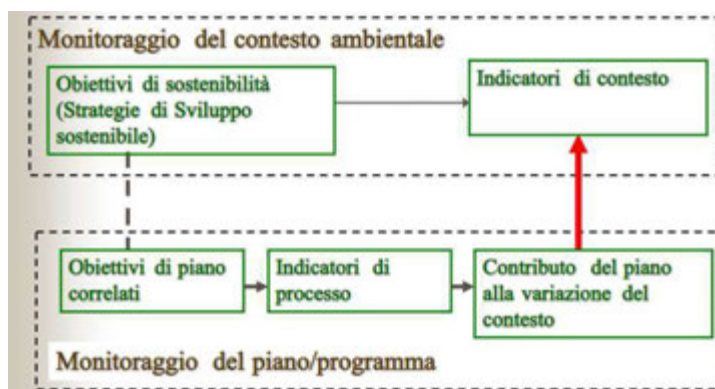 Monitoraggio del contesto ambientale
Obiettivi di sostenibilità
(Strategie di Sviluppo
sostenibile)
Indicatori di contesto
Obiettivi di piano
correlati
Indicatori di
processo
Contributo del piano
alla variazione del
contesto
Monitoraggio del piano/programma